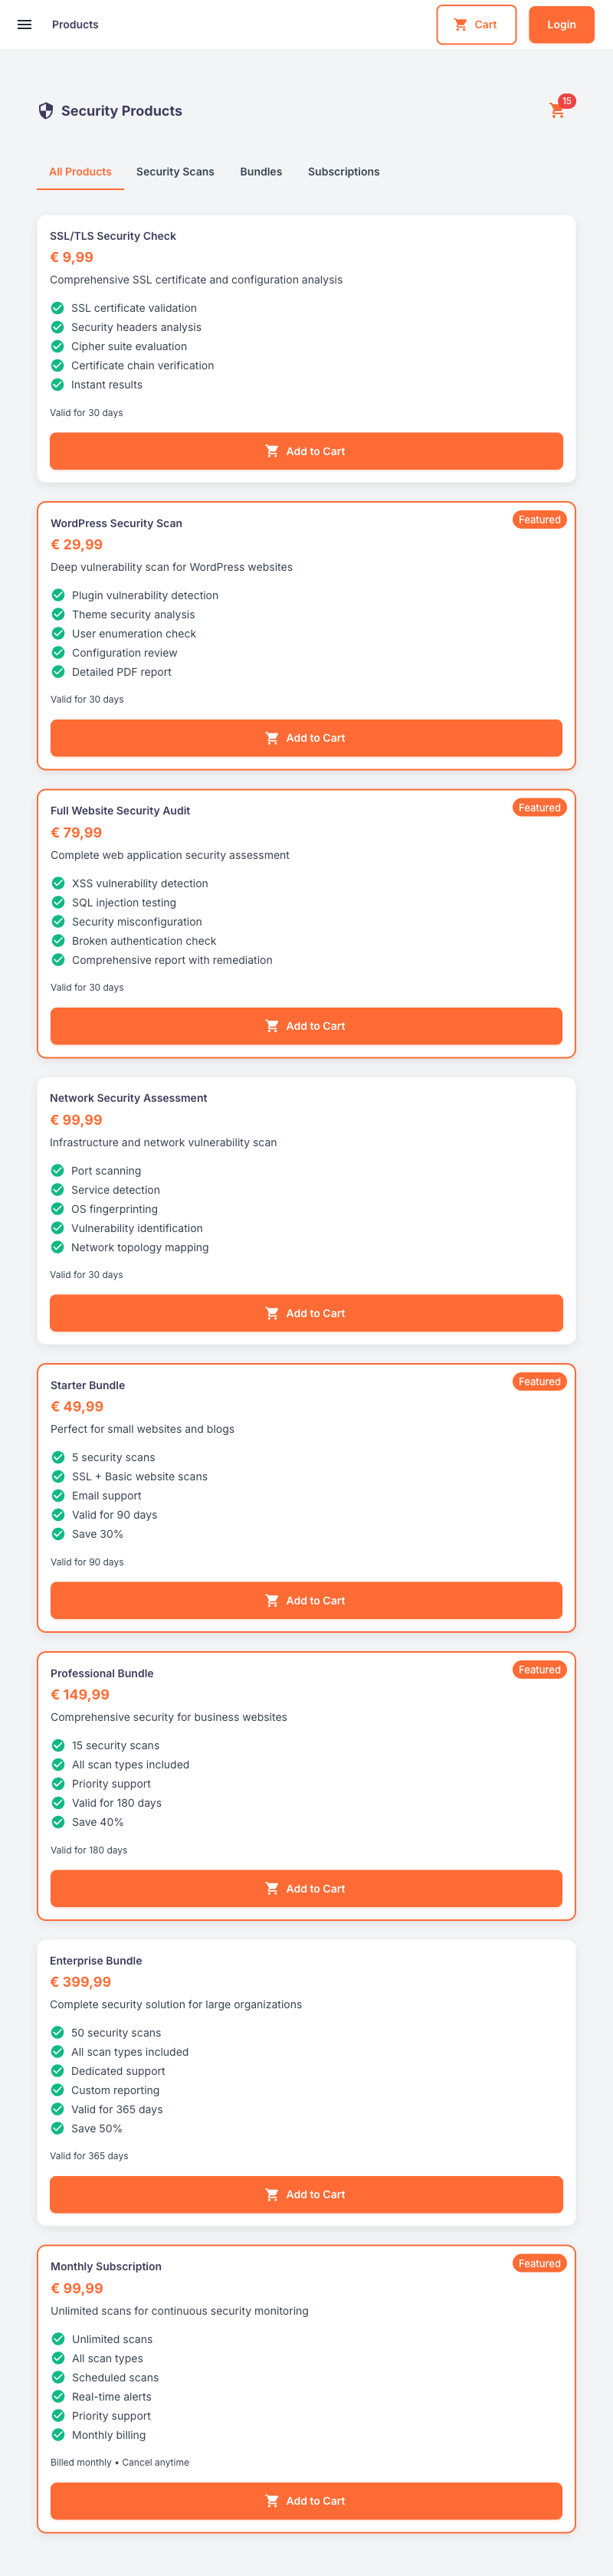 Products
Cart
Login
Security Products
15
All Products
Security Scans
Bundles
Subscriptions
SSL/TLS Security Check
€ 9,99
Comprehensive SSL certificate and configuration analysis
SSL certificate validation
Security headers analysis
Cipher suite evaluation
Certificate chain verification
Instant results
Valid for 30 days
Add to Cart
Featured
WordPress Security Scan
€ 29,99
Deep vulnerability scan for WordPress websites
Plugin vulnerability detection
Theme security analysis
User enumeration check
Configuration review
Detailed PDF report
Valid for 30 days
Add to Cart
Featured
Full Website Security Audit
€ 79,99
Complete web application security assessment
XSS vulnerability detection
SQL injection testing
Security misconfiguration
Broken authentication check
Comprehensive report with remediation
Valid for 30 days
Add to Cart
Network Security Assessment
€ 99,99
Infrastructure and network vulnerability scan
Port scanning
Service detection
OS fingerprinting
Vulnerability identification
Network topology mapping
Valid for 30 days
Add to Cart
Featured
Starter Bundle
€ 49,99
Perfect for small websites and blogs
5 security scans
SSL + Basic website scans
Email support
Valid for 90 days
Save 30%
Valid for 90 days
Add to Cart
Featured
Professional Bundle
€ 149,99
Comprehensive security for business websites
15 security scans
All scan types included
Priority support
Valid for 180 days
Save 40%
Valid for 180 days
Add to Cart
Enterprise Bundle
€ 399,99
Complete security solution for large organizations
50 security scans
All scan types included
Dedicated support
Custom reporting
Valid for 365 days
Save 50%
Valid for 365 days
Add to Cart
Featured
Monthly Subscription
€ 99,99
Unlimited scans for continuous security monitoring
Unlimited scans
All scan types
Scheduled scans
Real-time alerts
Priority support
Monthly billing
Billed monthly • Cancel anytime
Add to Cart